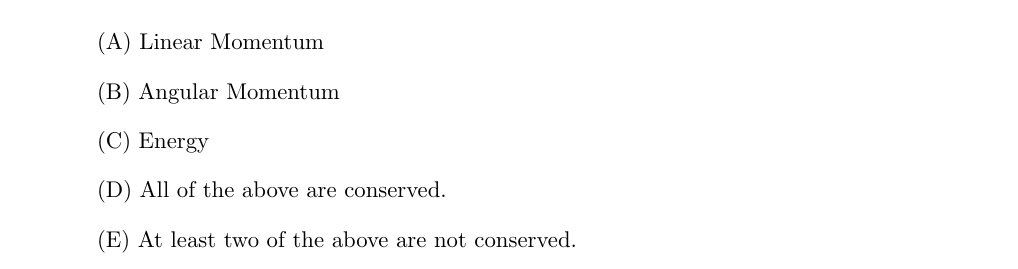 (A) Linear Momentum
(B) Angular Momentum
(C) Energy
(D) All of the above are conserved.
(E) At least two of the above are not conserved.